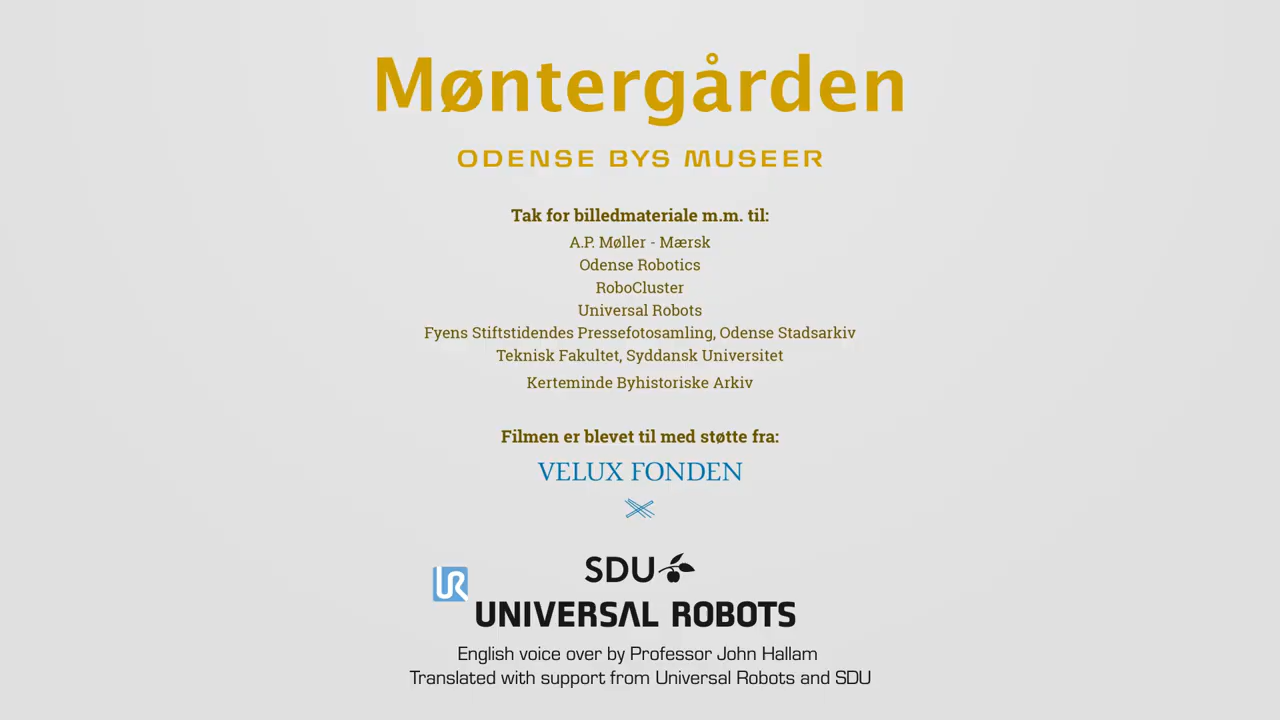 Møntergården
ODENSE BYS MUSEER
Tak for billedmateriale m.m. til:
A.P. Møller - Mærsk
Odense Robotics
RoboCluster
Universal Robots
Fyens Stiftstidendes Pressefotosamling, Odense Stadsarkiv
Teknisk Fakultet, Syddansk Universitet
Kerteminde Byhistoriske Arkiv
Filmen er blevet til med støtte fra:
VELUX FONDEN
SDU
UR
UNIVERSAL ROBOTS
English voice over by Professor John Hallam
Translated with support from Universal Robots and SDU